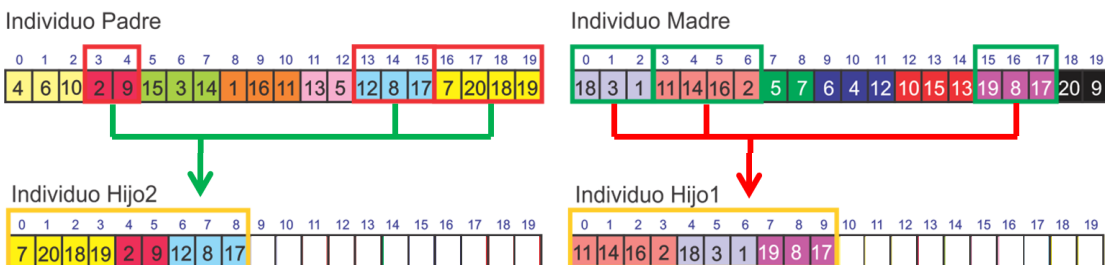 Individuo Padre
0 1 2 3 4 5 6 7 8 9 10 11 12 13 14 15 16 17 18 19
4 6 10 2 9 15 3 14 1 16 11 13 5 12 8 17 7 20 18 19
Individuo Madre
0 1 2 3 4 5 6 7 8 9 10 11 12 13 14 15 16 17 18 19
18 3 1 11 14 16 2 5 7 6 4 12 10 15 13 19 8 17 20 9
Individuo Hijo2
0 1 2 3 4 5 6 7 8 9 10 11 12 13 14 15 16 17 18 19
7 20 18 19 2 9 12 8 17
Individuo Hijo1
0 1 2 3 4 5 6 7 8 9 10 11 12 13 14 15 16 17 18 19
11 14 16 2 18 3 1 19 8 17